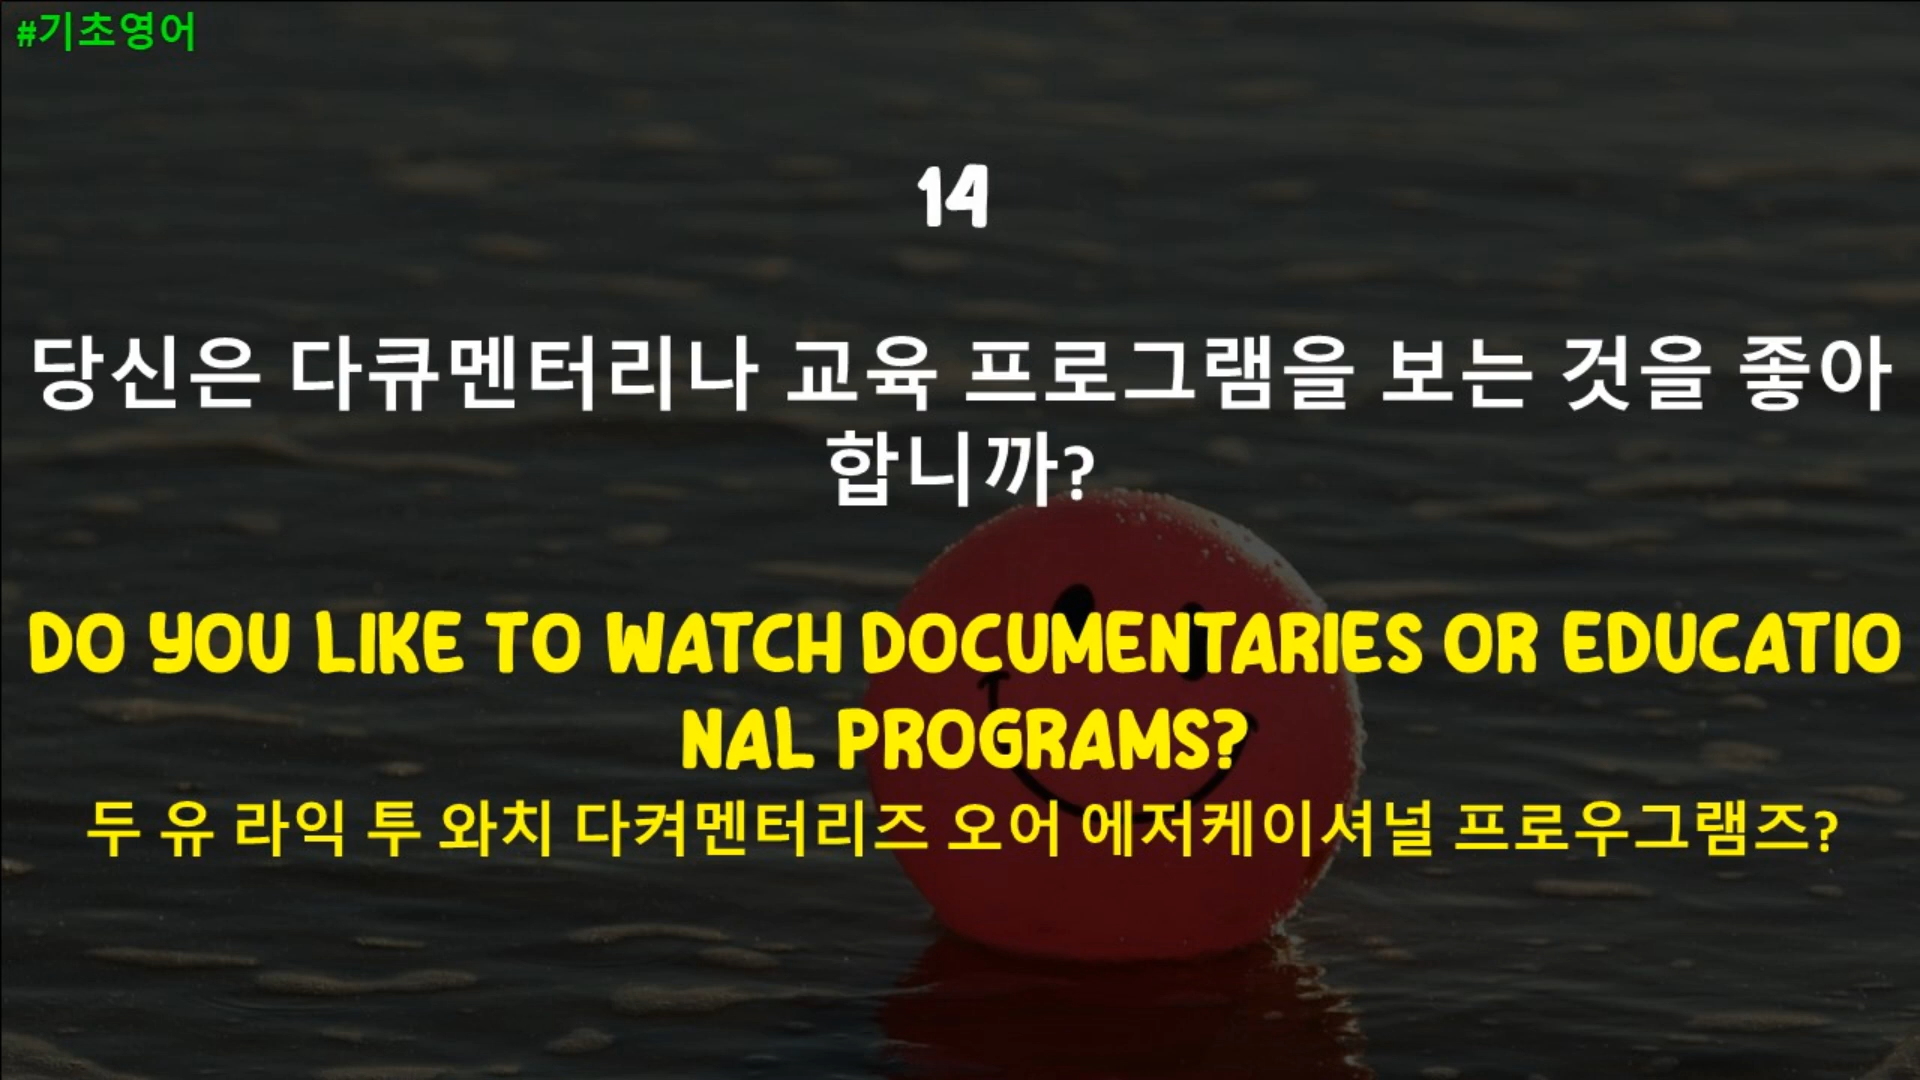 #기초영어
14
당신은 다큐멘터리나 교육 프로그램을 보는 것을 좋아
합니까?
DO YOU LIKE TO WATCH DOCUMENTARIES OR EDUCATIO
NAL PROGRAMS?
두 유 라익 투 와치 다켜멘터리즈 오어 에저케이셔널 프로우그램즈?